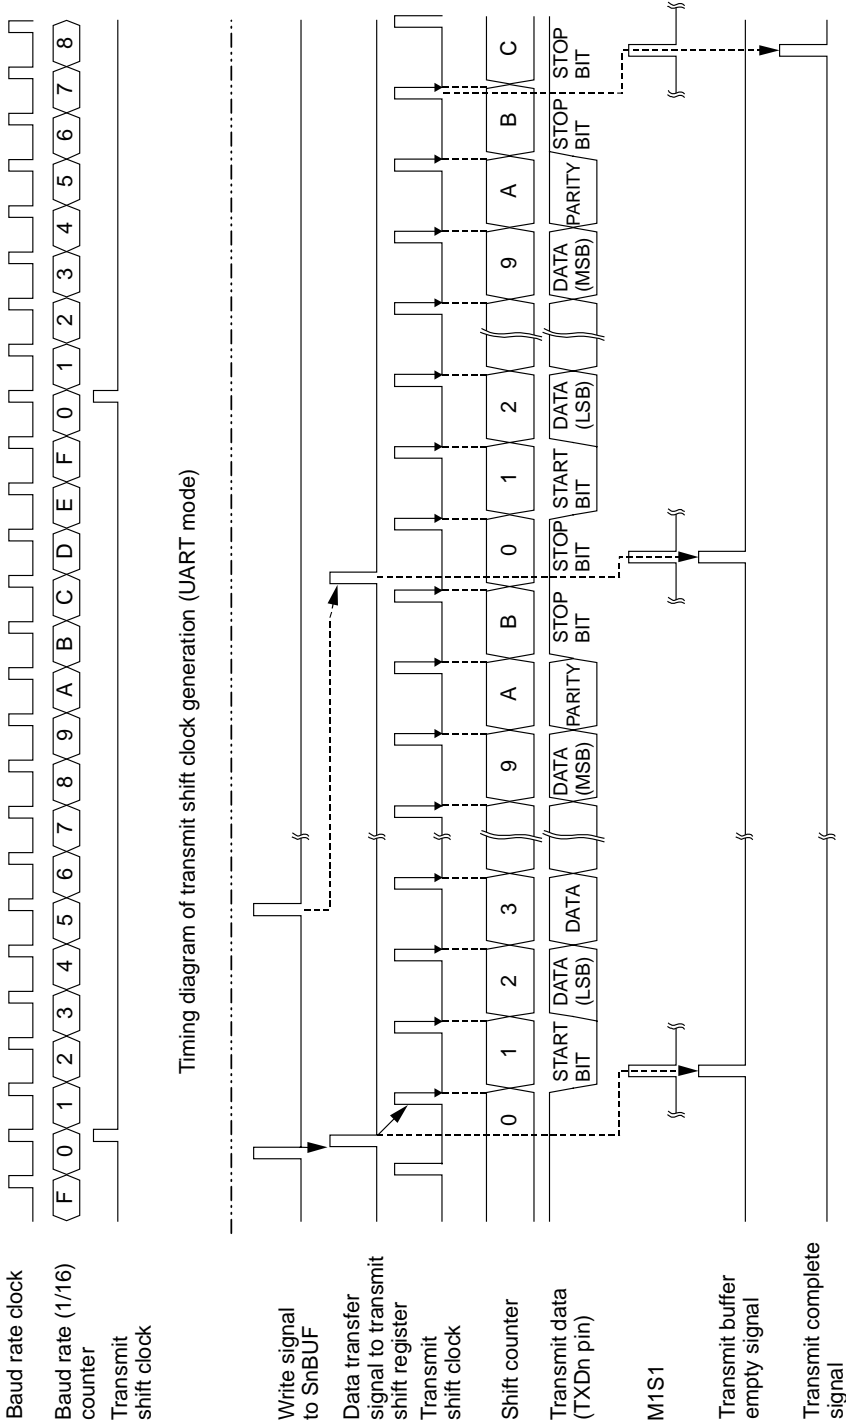 Baud rate clock
Baud rate (1/16)
counter
F 0 1 2 3 4 5 6 7 8 9 A B C D E F 0 1 2 3 4 5 6 7 8
Transmit
shift clock
Timing diagram of transmit shift clock generation (UART mode)
Write signal
to SnBUF
Data transfer
signal to transmit
shift register
Transmit
shift clock
Shift counter
0 1 2 3 9 A B 0 1 2 9 A B C
Transmit data
(TXDn pin)
START
BIT
DATA
(LSB)
DATA
DATA
(MSB)
PARITY
STOP
BIT
STOP
BIT
START
BIT
DATA
(LSB)
DATA
(MSB)
PARITY
STOP
BIT
STOP
BIT
M1S1
Transmit buffer
empty signal
Transmit complete
signal